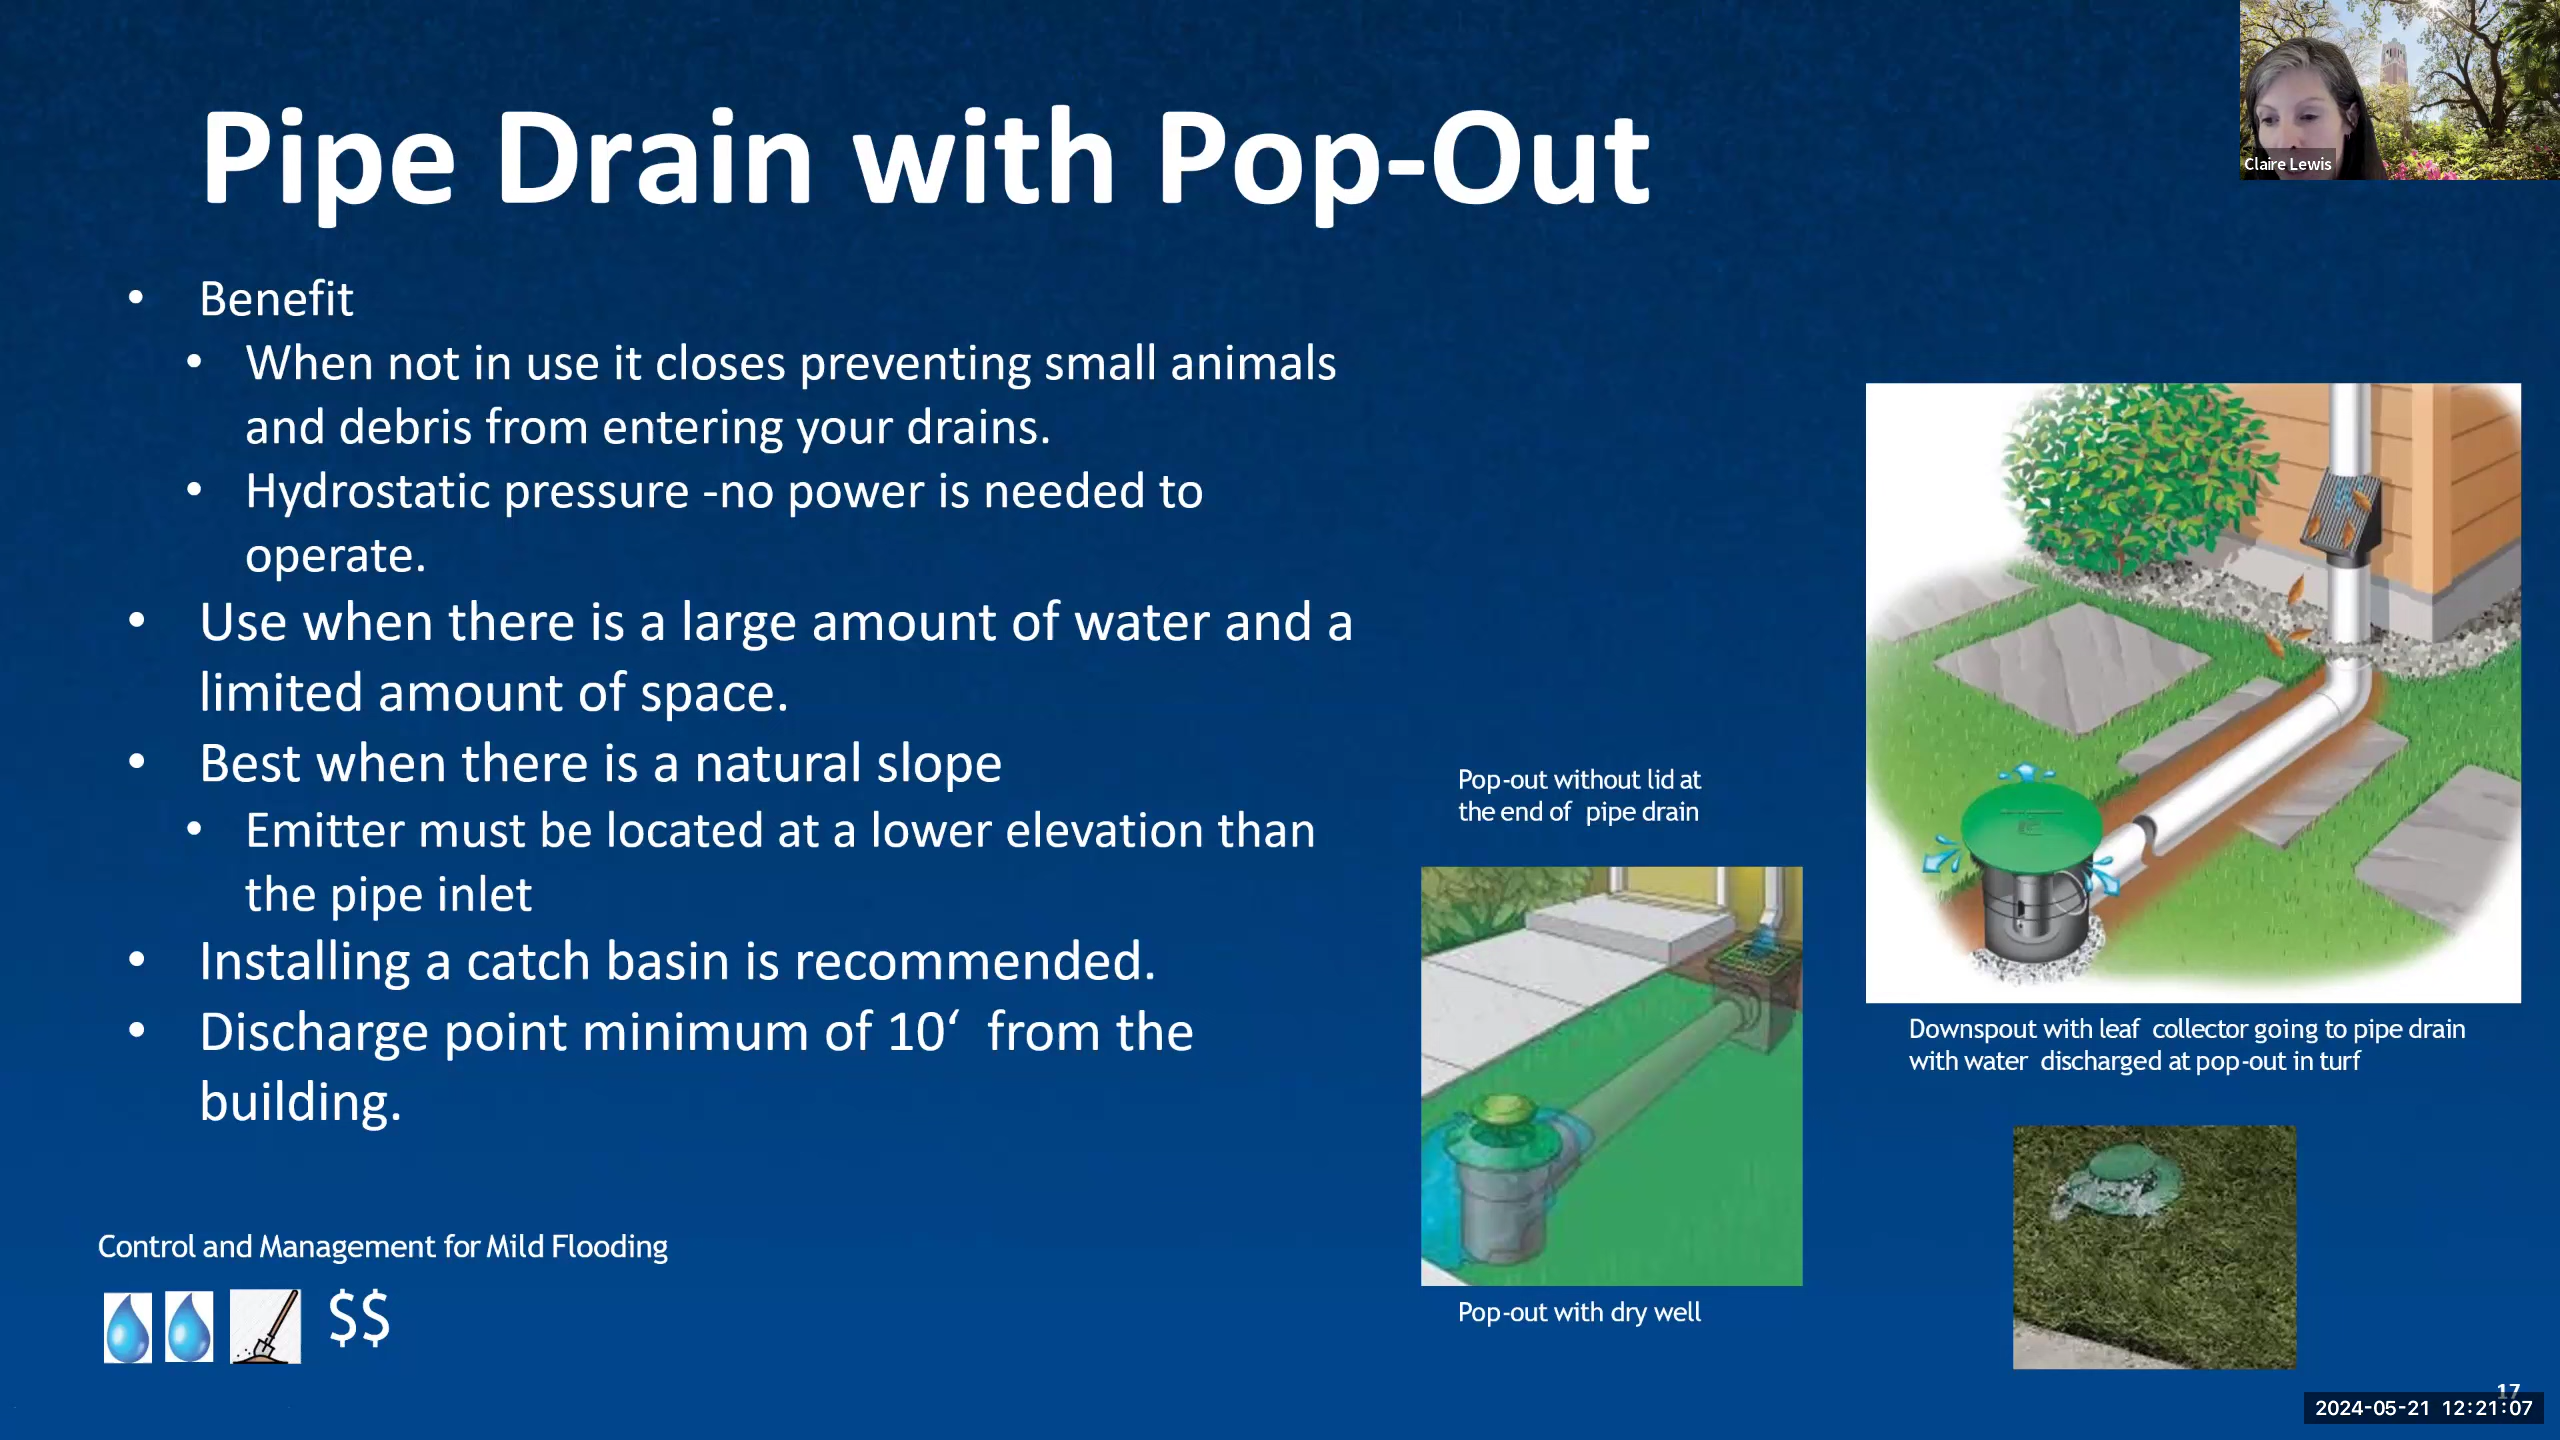 Pipe Drain with Pop-Out
Claire Lewis
• Benefit
• When not in use it closes preventing small animals
and debris from entering your drains.
• Hydrostatic pressure -no power is needed to
operate.
• Use when there is a large amount of water and a
limited amount of space.
• Best when there is a natural slope
• Emitter must be located at a lower elevation than
the pipe inlet
• Installing a catch basin is recommended.
• Discharge point minimum of 10‘ from the
building.
Control and Management for Mild Flooding
$$
Pop-out without lid at
the end of pipe drain
Pop-out with dry well
Downspout with leaf collector going to pipe drain
with water discharged at pop-out in turf
17
2024-05-21 12:21:07